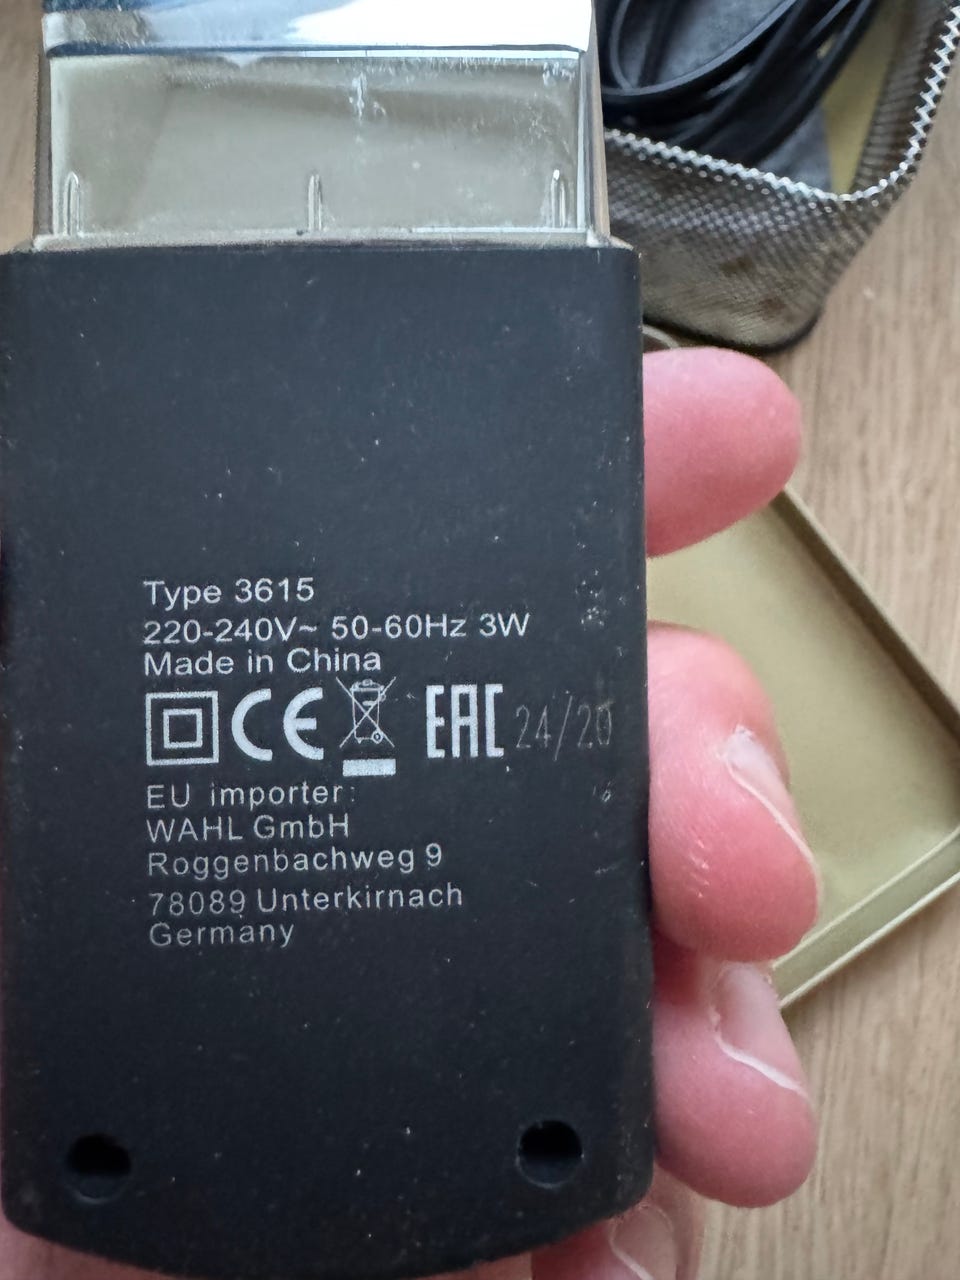 Type 3615
220-240V~ 50-60Hz 3W
Made in China
CE EAC 24/20
EU importer:
WAHL GmbH
Roggenbachweg 9
78089 Unterkirnach
Germany